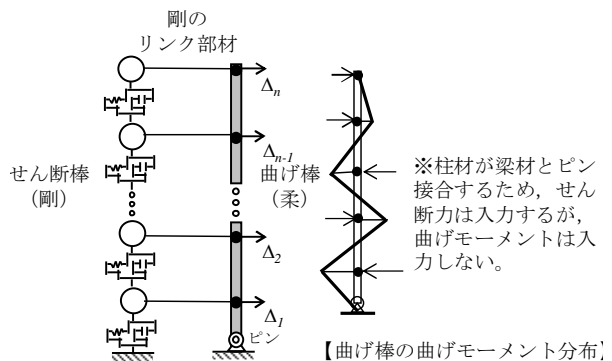 剛の
リンク部材
Δn
Δn-1
せん断棒
（剛）
曲げ棒
（柔）
Δ2
Δ1
ピン
※柱材が梁材とピン
接合するため，せん
断力は入力するが，
曲げモーメントは入
力しない。
【曲げ棒の曲げモーメント分布】